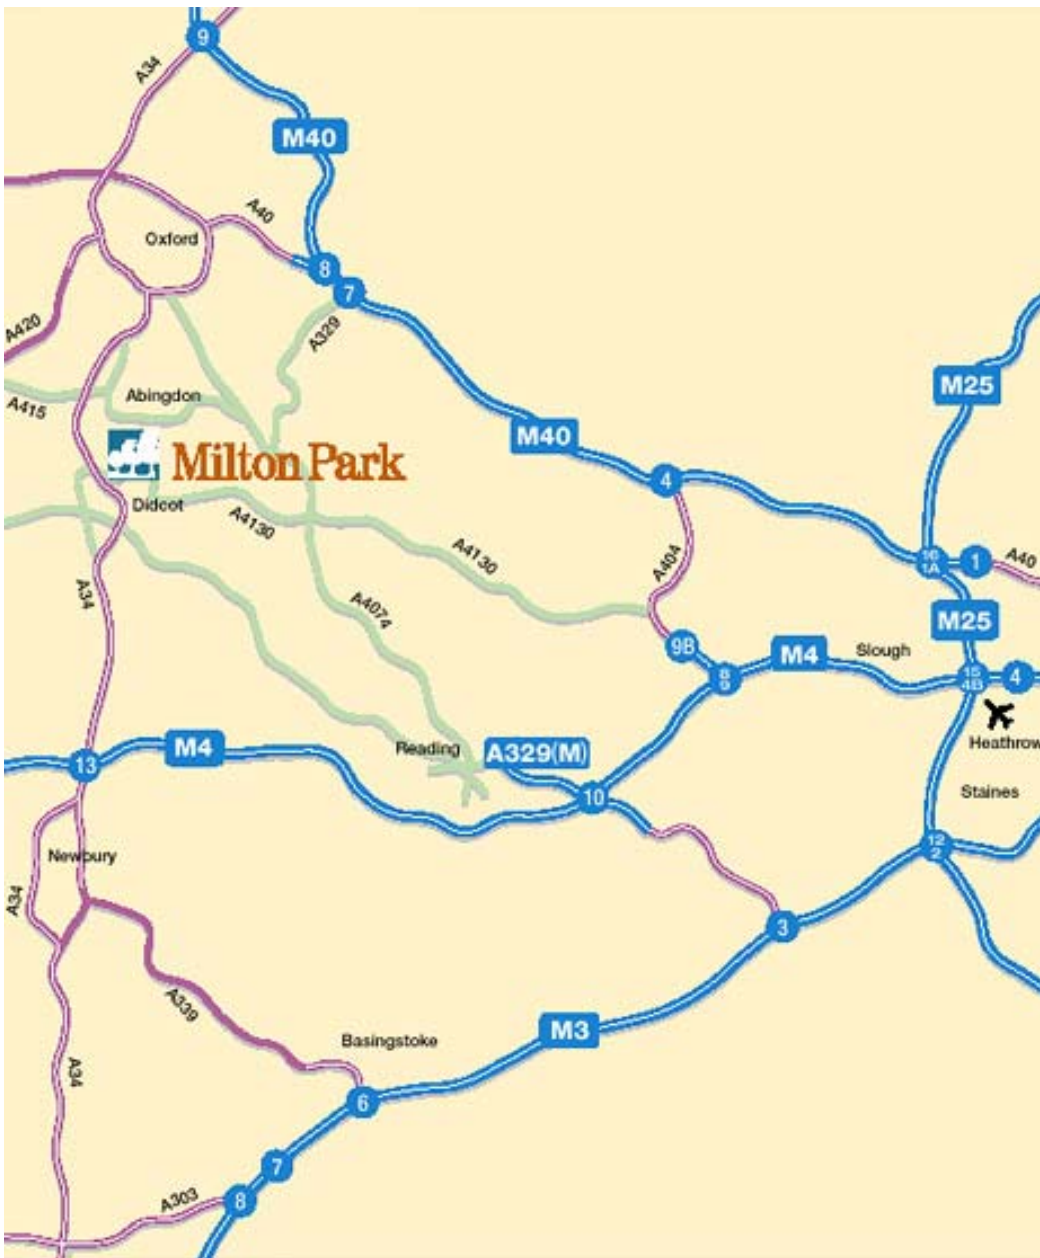 9
A34
M40
A40
Oxford
8
7
A329
A420
M25
Abingdon
A415
M40
Milton Park
4
Didcot
A4130
A4130
A404
16
1A
1
A40
A34
A4074
M25
9B
Slough
M4
8
9
15
4B
4
M4
Reading
A329(M)
Heathrow
13
10
Staines
12
2
Newbury
A34
3
A339
M3
Basingstoke
A34
6
7
A303
8